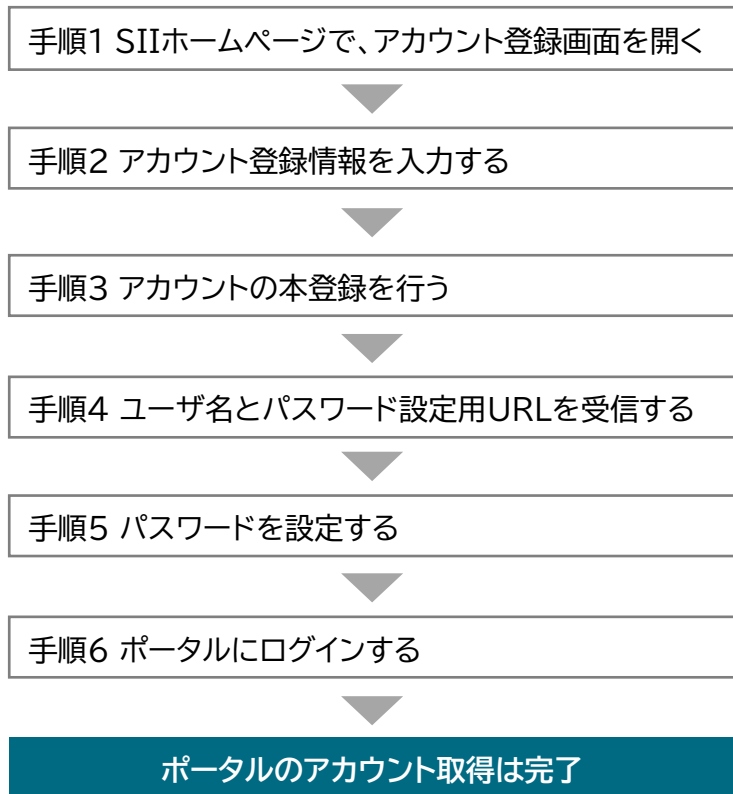 手順1 SIIホームページで、アカウント登録画面を開く
手順2 アカウント登録情報を入力する
手順3 アカウントの本登録を行う
手順4 ユーザ名とパスワード設定用URLを受信する
手順5 パスワードを設定する
手順6 ポータルにログインする
ポータルのアカウント取得は完了